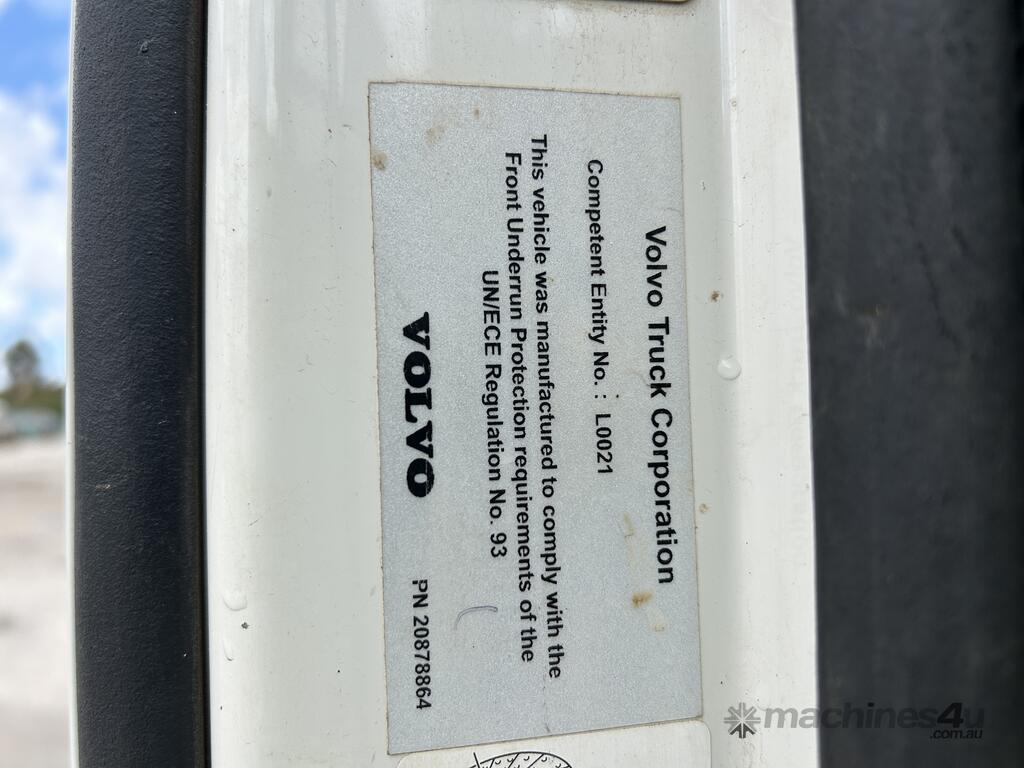 Volvo Truck Corporation
Competent Entity No. : L0021
This vehicle was manufactured to comply with the
Front Underrun Protection requirements of the
UN/ECE Regulation No. 93
VOLVO
PN 20878864
machines4u
.com.au